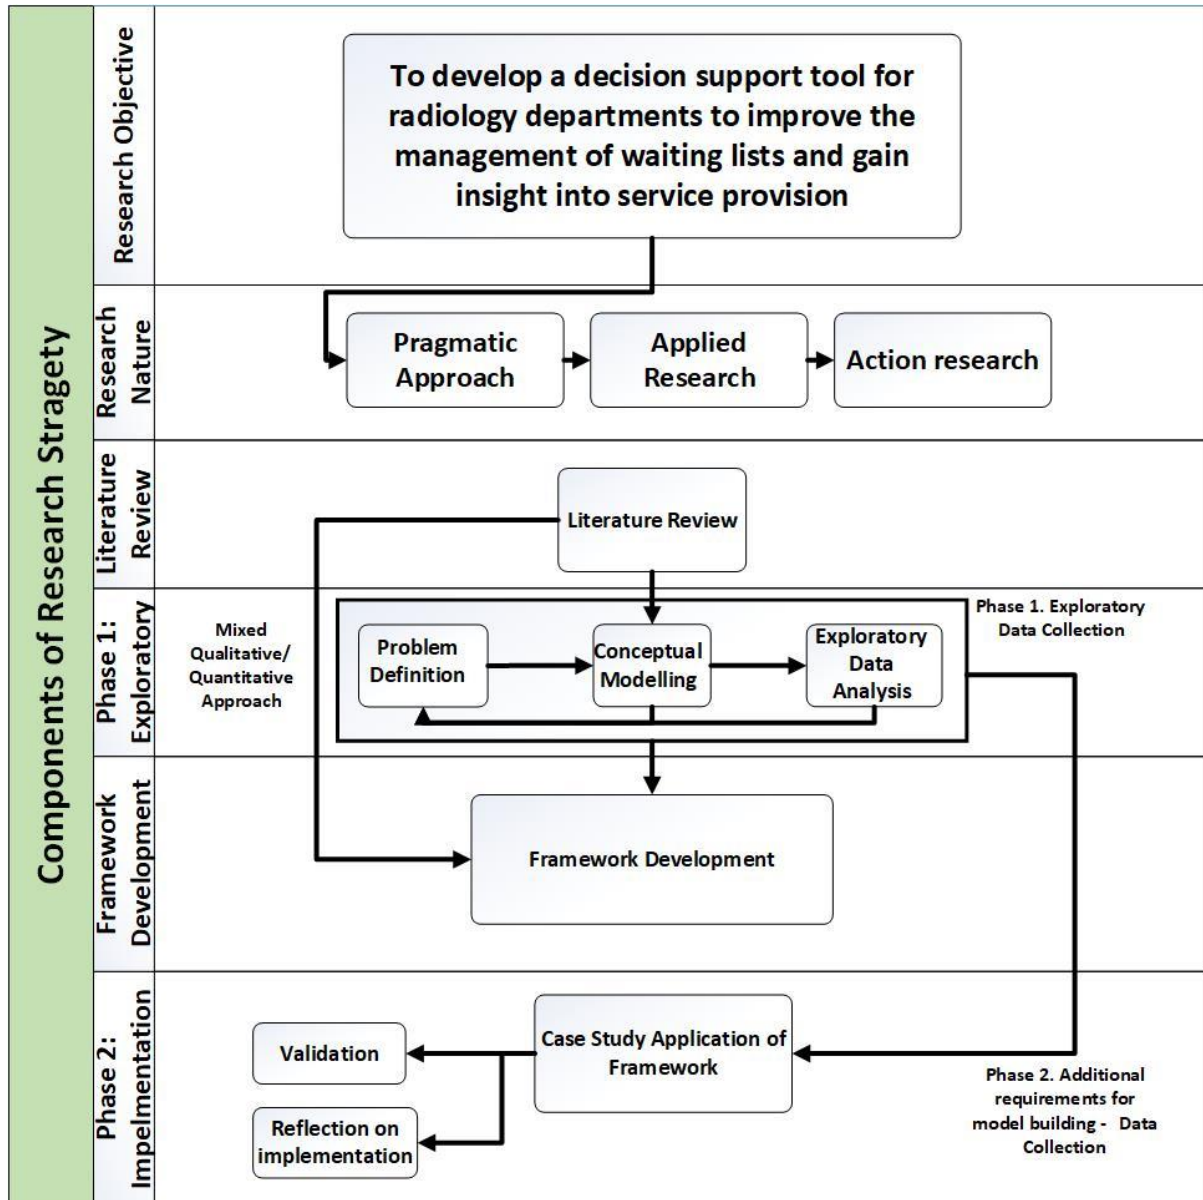 Components of Research Stragety
Research Objective
To develop a decision support tool for
radiology departments to improve the
management of waiting lists and gain
insight into service provision
Research
Nature
Pragmatic
Approach
Applied
Research
Action research
Literature
Review
Literature Review
Phase 1:
Exploratory
Mixed
Qualitative/
Quantitative
Approach
Problem
Definition
Conceptual
Modelling
Exploratory
Data
Analysis
Phase 1. Exploratory
Data Collection
Framework
Development
Framework Development
Phase 2:
Impelmentation
Case Study Application of
Framework
Validation
Reflection on
implementation
Phase 2. Additional
requirements for
model building - Data
Collection